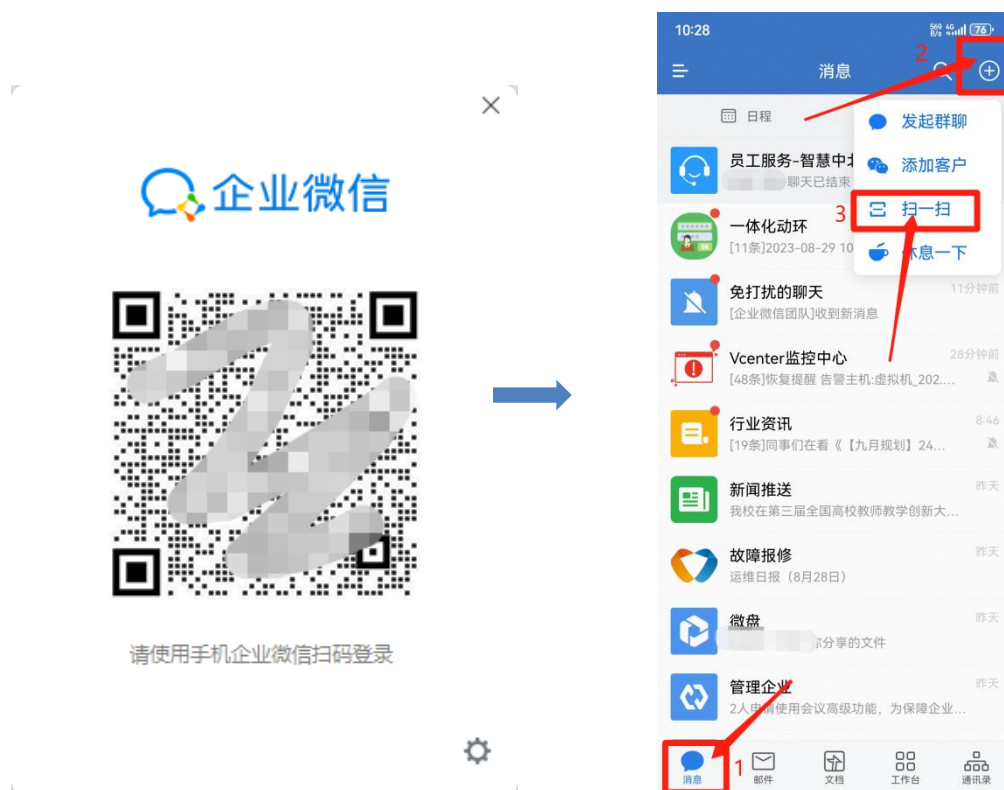 企业微信
请使用手机企业微信扫码登录
10:28
569 B/s 4G 76
2
消息
日程
发起群聊
添加客户
3
扫一扫
休息一下
员工服务-智慧中
聊天已结束
一体化动环
[11条]2023-08-29 10
免打扰的聊天
11分钟前
[企业微信团队]收到新消息
Vcenter监控中心
28分钟前
[48条]恢复提醒 告警主机:虚拟机_202....
行业资讯
8:46
[19条]同事们在看《【九月规划】24...
新闻推送
昨天
我校在第三届全国高校教师教学创新大...
故障报修
昨天
运维日报（8月28日）
微盘
昨天
分享的文件
管理企业
昨天
2人申请使用会议高级功能，为保障企业...
1
消息
邮件
文档
工作台
通讯录